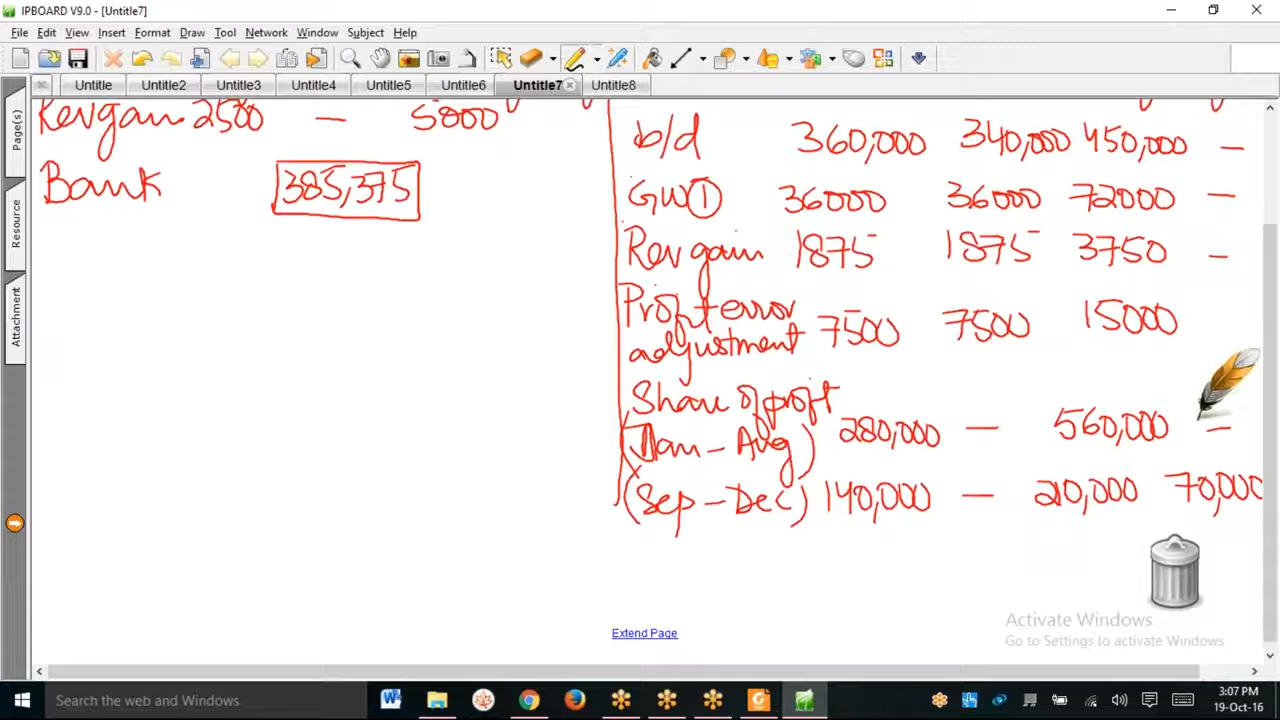 IPBOARD V9.0 - [Untitle7]
File Edit View Insert Format Draw Tool Network Window Subject Help
Untitle Untitle2 Untitle3 Untitle4 Untitle5 Untitle6 Untitle7 Untitle8
Page(s)
Resource
Attachment
Rev gain 2500 — 5000
Bank 385,375
b/d 360,000 340,000 450,000 —
GW① 36000 36000 72000 —
Rev gain 1875 1875 3750 —
Profit error
adjustment 7500 7500 15000
Share of profit
(Jan - Aug) 280,000 — 560,000 —
(Sep - Dec) 140,000 — 210,000 70,000
Extend Page
Activate Windows
Go to Settings to activate Windows
Search the web and Windows
3:07 PM
19-Oct-16